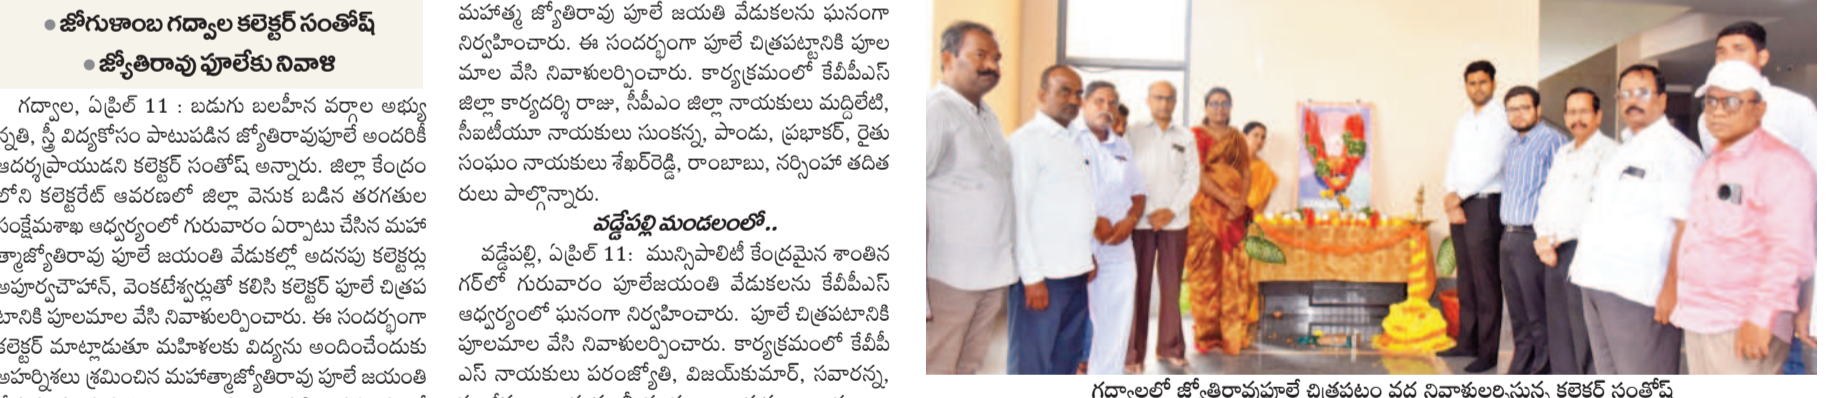 ● జోగుళాంబ గద్వాల కలెక్టర్ సంతోష్
● జ్యోతిరావు ఫూలేకు నివాళి
గద్వాల, ఏప్రిల్ 11 : బడుగు బలహీన వర్గాల అభ్యు
న్నతి, స్త్రీ విద్యకోసం పాటుపడిన జ్యోతిరావుఫూలే అందరికీ
ఆదర్శప్రాయుడని కలెక్టర్ సంతోష్ అన్నారు. జిల్లా కేంద్రం
లోని కలెక్టరేట్ ఆవరణలో జిల్లా వెనుక బడిన తరగతుల
సంక్షేమశాఖ ఆధ్వర్యంలో గురువారం ఏర్పాటు చేసిన మహా
త్మాజ్యోతిరావు పూలే జయంతి వేడుకల్లో అదనపు కలెక్టర్లు
అపూర్వచౌహాన్, వెంకటేశ్వర్లుతో కలిసి కలెక్టర్ పూలే చిత్రప
టానికి పూలమాల వేసి నివాళులర్పించారు. ఈ సందర్భంగా
కలెక్టర్ మాట్లాడుతూ మహిళలకు విద్యను అందించేందుకు
అహర్నిశలు శ్రమించిన మహాత్మాజ్యోతిరావు పూలే జయంతి
మహాత్మ జ్యోతిరావు పూలే జయతి వేడుకలను ఘనంగా
నిర్వహించారు. ఈ సందర్భంగా పూలే చిత్రపట్టానికి పూల
మాల వేసి నివాళులర్పించారు. కార్యక్రమంలో కేవీపీఎస్
జిల్లా కార్యదర్శి రాజు, సీపీఎం జిల్లా నాయకులు మద్దిలేటి,
సీఐటీయూ నాయకులు సుంకన్న, పాండు, ప్రభాకర్, రైతు
సంఘం నాయకులు శేఖర్‌రెడ్డి, రాంబాబు, నర్సింహా తదిత
రులు పాల్గొన్నారు.
వడ్డేపల్లి మండలంలో..
వడ్డేపల్లి, ఏప్రిల్ 11: మున్సిపాలిటీ కేంద్రమైన శాంతిన
గర్‌లో గురువారం పూలేజయంతి వేడుకలను కేవీపీఎస్
ఆధ్వర్యంలో ఘనంగా నిర్వహించారు. పూలే చిత్రపటానికి
పూలమాల వేసి నివాళులర్పించారు. కార్యక్రమంలో కేవీపీ
ఎస్ నాయకులు పరంజ్యోతి, విజయ్‌కుమార్, సవారన్న,
గద్వాలలో జ్యోతిరావుపూలే చిత్రపటం వద్ద నివాళులర్పిస్తున్న కలెక్టర్ సంతోష్